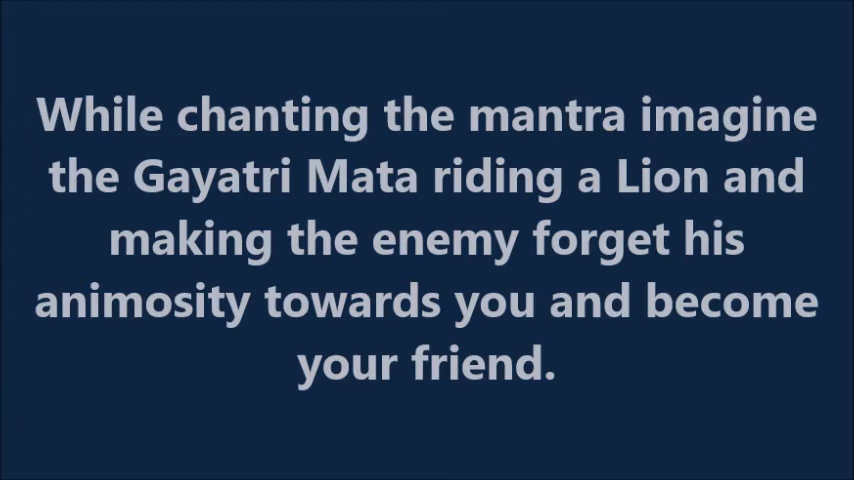 While chanting the mantra imagine
the Gayatri Mata riding a Lion and
making the enemy forget his
animosity towards you and become
your friend.